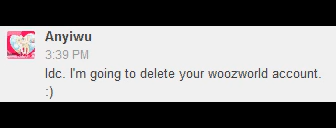 Anyiwu
3:39 PM
Idc. I'm going to delete your woozworld account.
:)